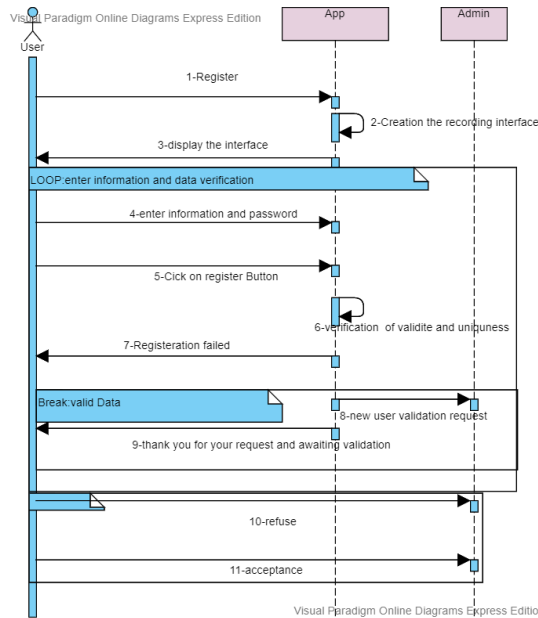 Visual Paradigm Online Diagrams Express Edition
App
Admin
User
1-Register
2-Creation the recording interface
3-display the interface
LOOP:enter information and data verification
4-enter information and password
5-Cick on register Button
6-verification of validite and uniquness
7-Registeration failed
Break:valid Data
8-new user validation request
9-thank you for your request and awaiting validation
10-refuse
11-acceptance
Visual Paradigm Online Diagrams Express Editio